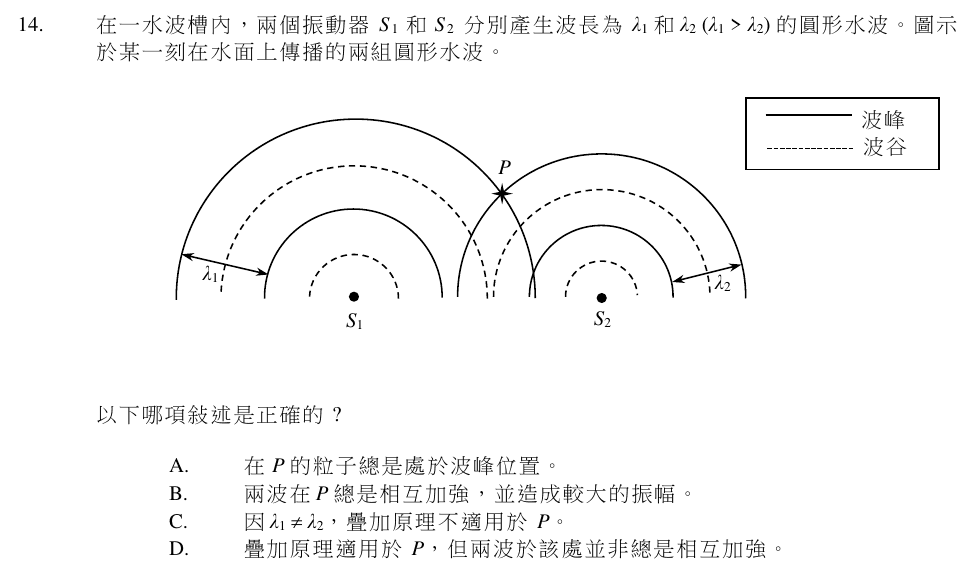 14. 在一水波槽內，兩個振動器 S1 和 S2 分別產生波長為 λ1 和 λ2 (λ1 > λ2) 的圓形水波。圖示
於某一刻在水面上傳播的兩組圓形水波。
波峰
波谷
P
λ1
λ2
S1
S2
以下哪項敍述是正確的？
A. 在 P 的粒子總是處於波峰位置。
B. 兩波在 P 總是相互加強，並造成較大的振幅。
C. 因 λ1 ≠ λ2，疊加原理不適用於 P。
D. 疊加原理適用於 P，但兩波於該處並非總是相互加強。